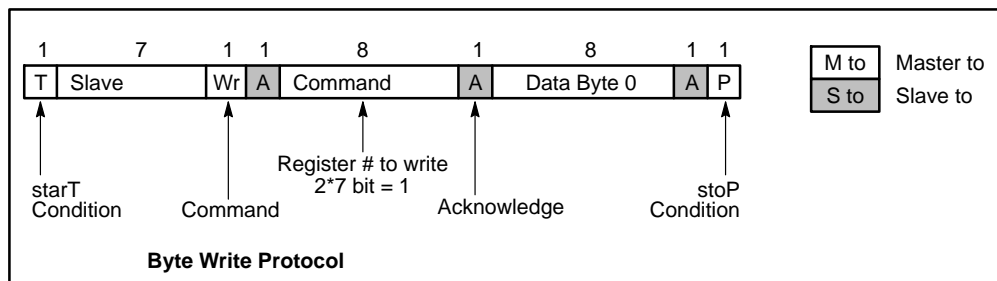 1 7 1 1 8 1 8 1 1
T Slave Wr A Command A Data Byte 0 A P
M to Master to
S to Slave to
Register # to write
2*7 bit = 1
starT
Condition
Command
Acknowledge
stoP
Condition
Byte Write Protocol